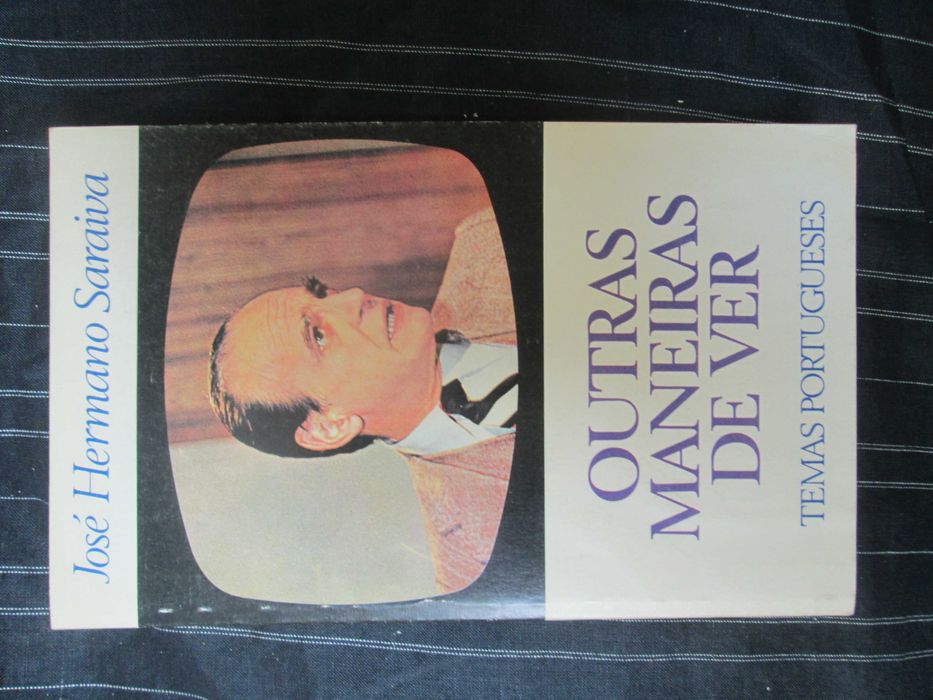 José Hermano Saraiva
OUTRAS
MANEIRAS
DE VER
TEMAS PORTUGUESES